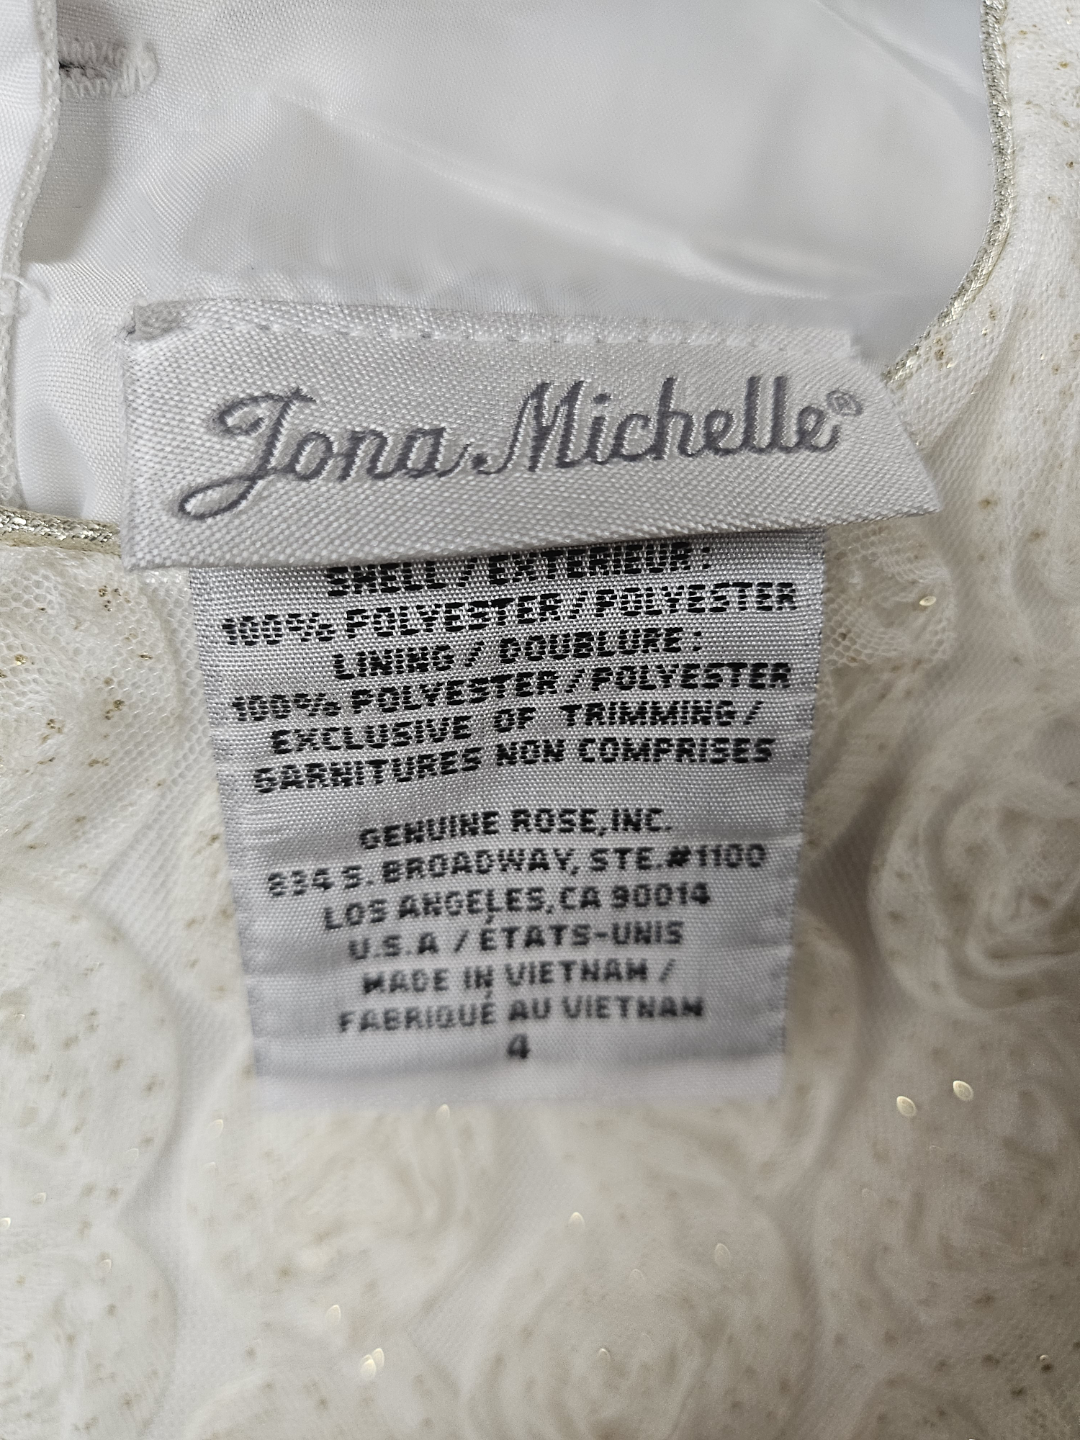 Jona Michelle®
SHELL / EXTERIEUR :
100% POLYESTER / POLYESTER
LINING / DOUBLURE :
100% POLYESTER / POLYESTER
EXCLUSIVE OF TRIMMING /
GARNITURES NON COMPRISES
GENUINE ROSE, INC.
834 S. BROADWAY, STE.#1100
LOS ANGELES, CA 90014
U.S.A / ÉTATS-UNIS
MADE IN VIETNAM /
FABRIQUÉ AU VIETNAM
4